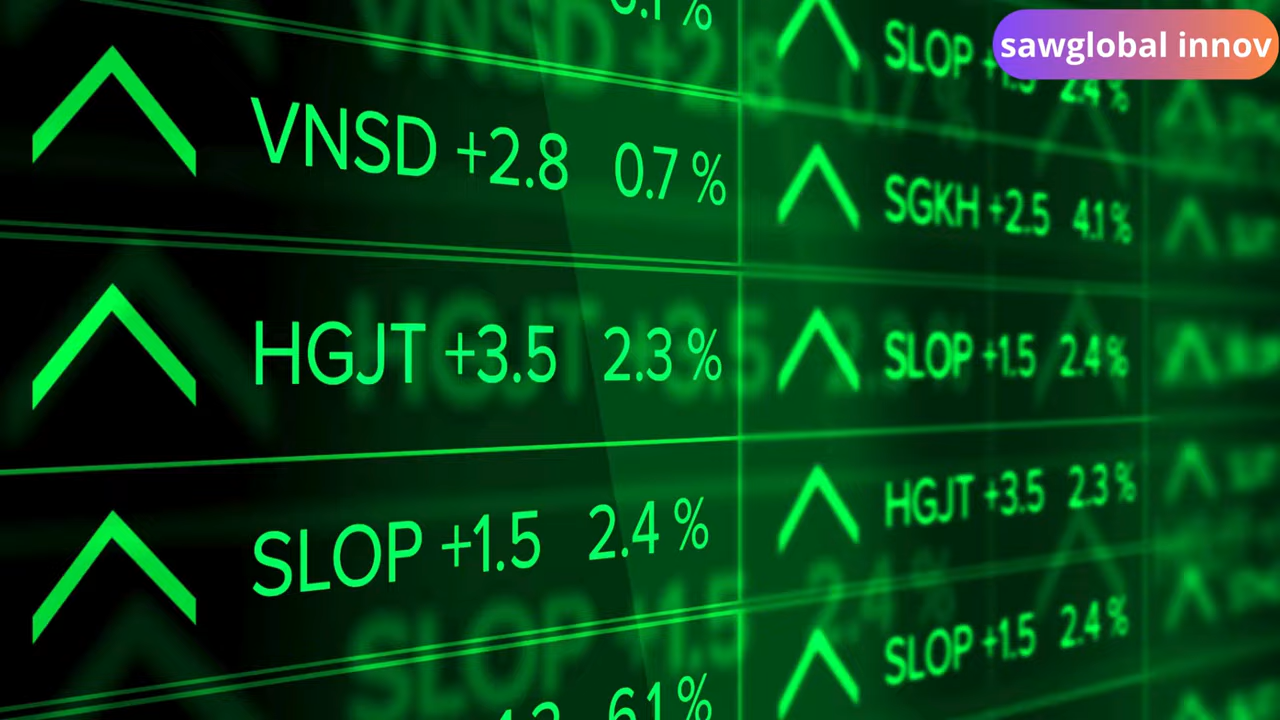 sawglobal innov
VNSD +2.8 0.7 %
HGJT +3.5 2.3 %
SLOP +1.5 2.4 %
6.1 %
SLOP +1.5 2.4 %
SGKH +2.5 4.1 %
SLOP +1.5 2.4 %
HGJT +3.5 2.3 %
SLOP +1.5 2.4 %